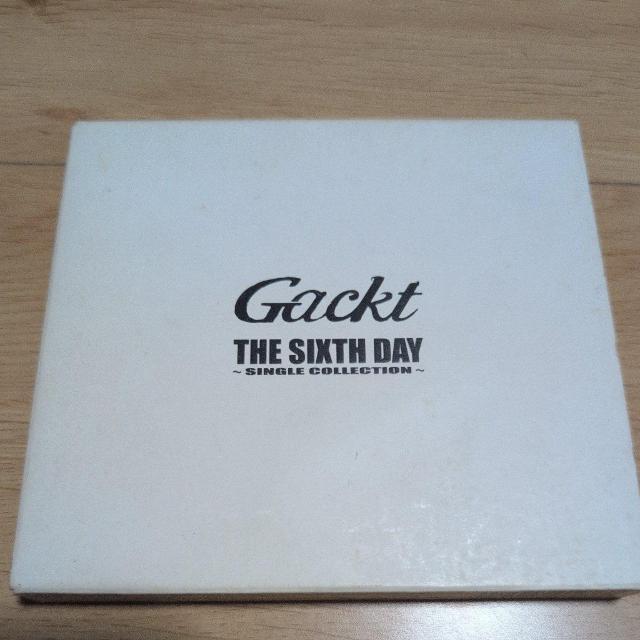 Gackt
THE SIXTH DAY
~ SINGLE COLLECTION ~